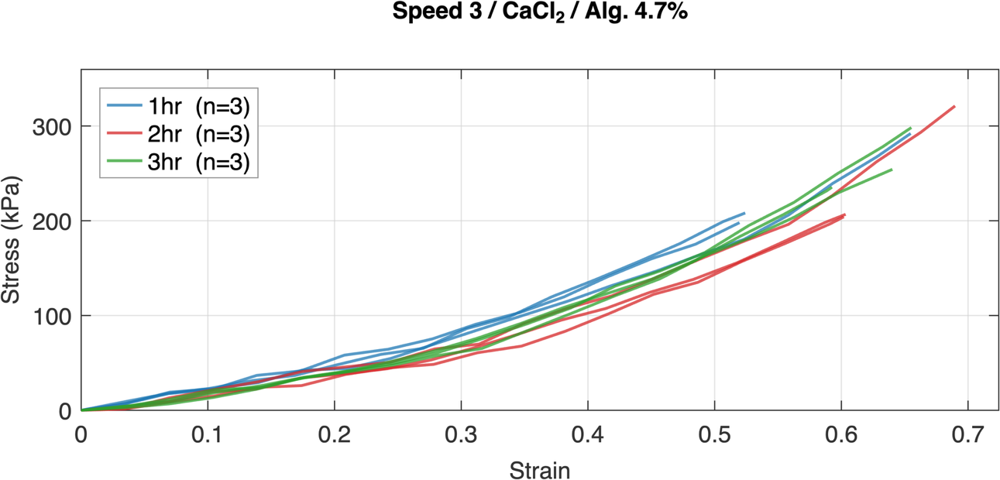 Speed 3 / CaCl₂ / Alg. 4.7%
1hr (n=3)
2hr (n=3)
3hr (n=3)
Stress (kPa)
300
200
100
0
0 0.1 0.2 0.3 0.4 0.5 0.6 0.7
Strain